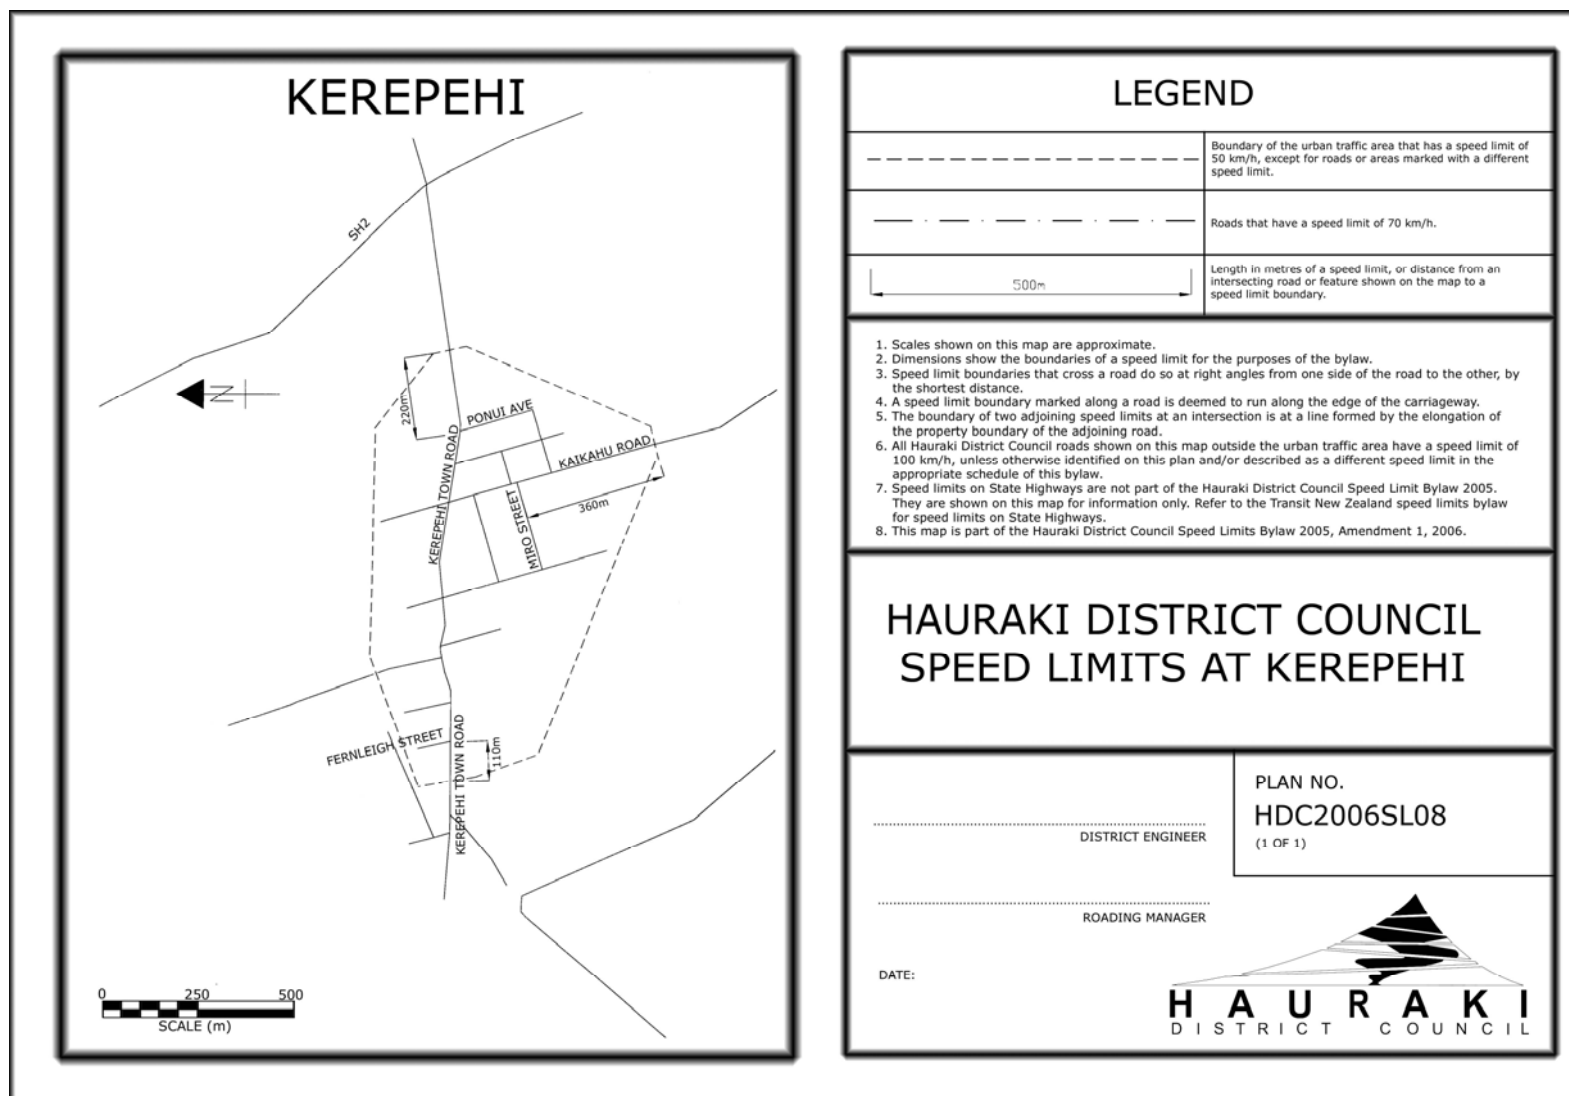 KEREPEHI
SH2
220m
PONUI AVE
KAIKAHU ROAD
KEREPEHI TOWN ROAD
MIRO STREET
360m
FERNLEIGH STREET
110m
KEREPEHI TOWN ROAD
N
0 250 500
SCALE (m)
LEGEND
Boundary of the urban traffic area that has a speed limit of
50 km/h, except for roads or areas marked with a different
speed limit.
Roads that have a speed limit of 70 km/h.
500m
Length in metres of a speed limit, or distance from an
intersecting road or feature shown on the map to a
speed limit boundary.
1. Scales shown on this map are approximate.
2. Dimensions show the boundaries of a speed limit for the purposes of the bylaw.
3. Speed limit boundaries that cross a road do so at right angles from one side of the road to the other, by
the shortest distance.
4. A speed limit boundary marked along a road is deemed to run along the edge of the carriageway.
5. The boundary of two adjoining speed limits at an intersection is at a line formed by the elongation of
the property boundary of the adjoining road.
6. All Hauraki District Council roads shown on this map outside the urban traffic area have a speed limit of
100 km/h, unless otherwise identified on this plan and/or described as a different speed limit in the
appropriate schedule of this bylaw.
7. Speed limits on State Highways are not part of the Hauraki District Council Speed Limit Bylaw 2005.
They are shown on this map for information only. Refer to the Transit New Zealand speed limits bylaw
for speed limits on State Highways.
8. This map is part of the Hauraki District Council Speed Limits Bylaw 2005, Amendment 1, 2006.
HAURAKI DISTRICT COUNCIL
SPEED LIMITS AT KEREPEHI
DISTRICT ENGINEER
ROADING MANAGER
DATE:
PLAN NO.
HDC2006SL08
(1 OF 1)
HAURAKI
DISTRICT COUNCIL